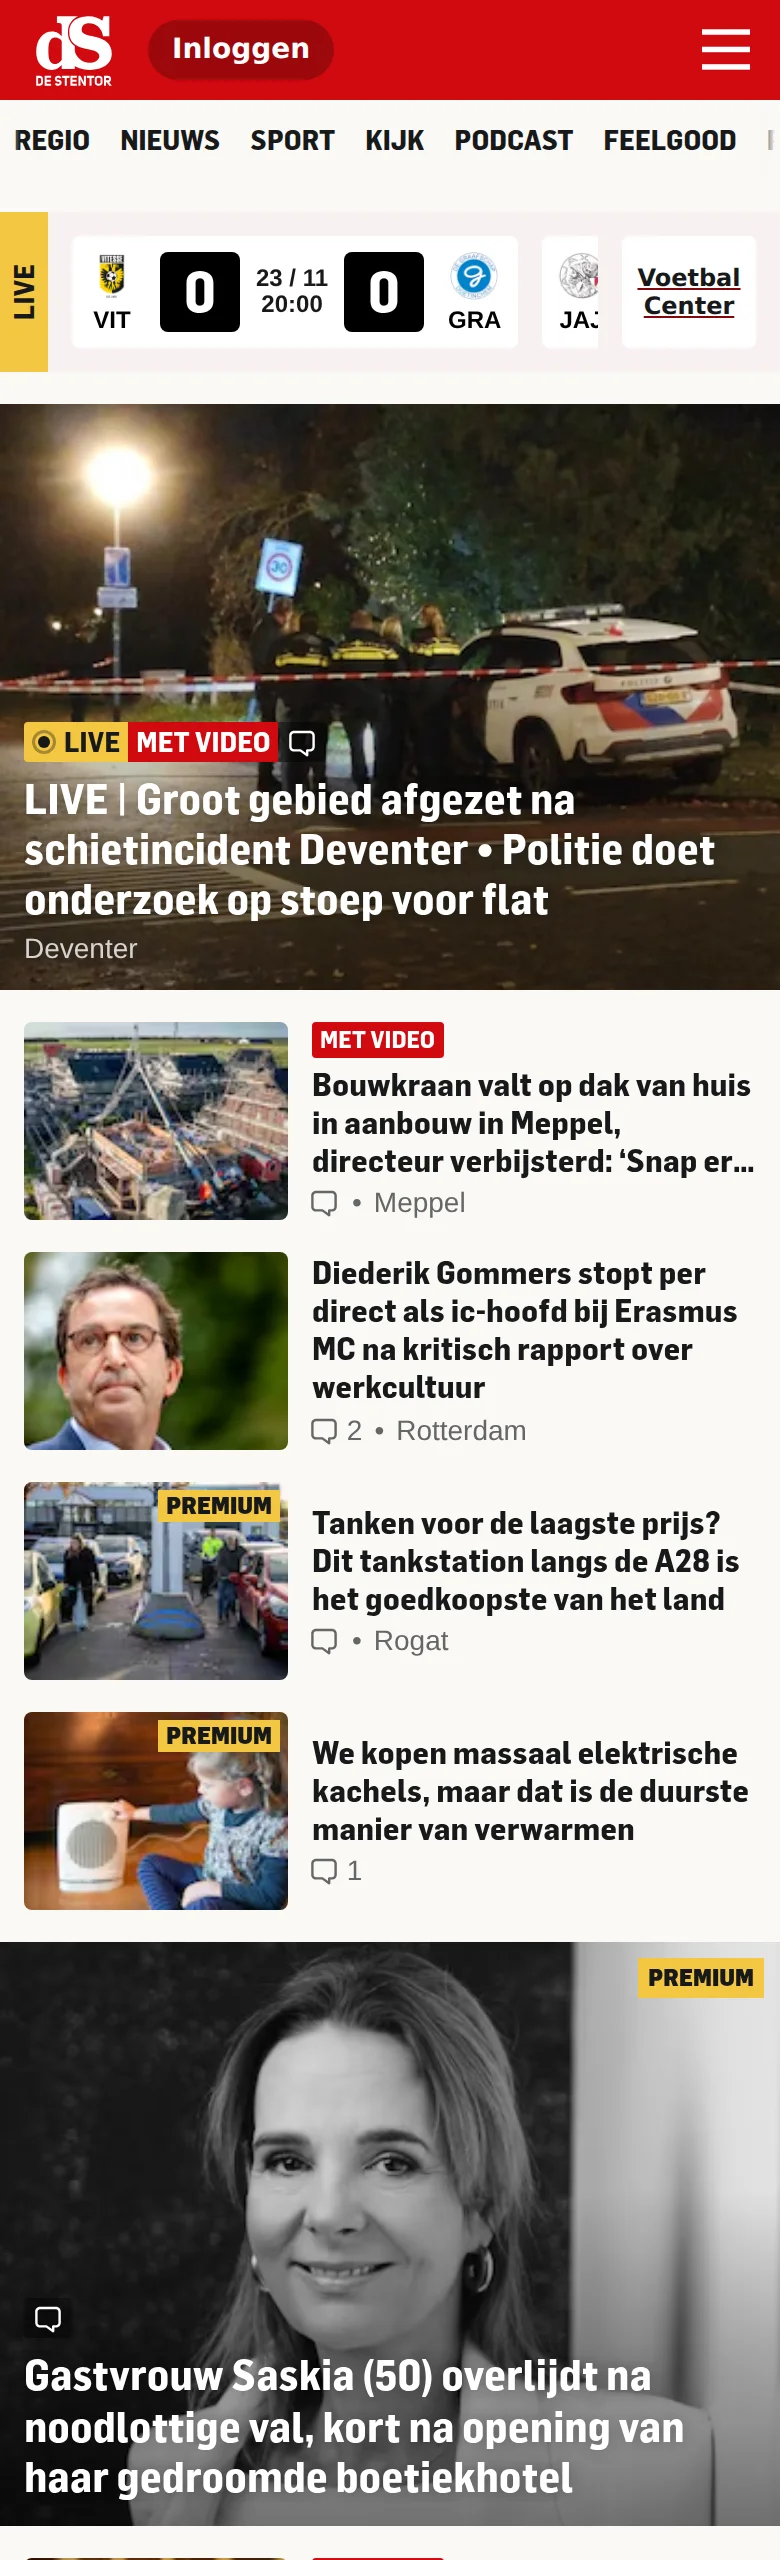 dS
DE STENTOR
Inloggen
REGIO NIEUWS SPORT KIJK PODCAST FEELGOOD
LIVE
VITESSE
VIT
0
23 / 11
20:00
0
GRA
JAJ
Voetbal
Center
30
LIVE MET VIDEO
LIVE | Groot gebied afgezet na
schietincident Deventer • Politie doet
onderzoek op stoep voor flat
Deventer
MET VIDEO
Bouwkraan valt op dak van huis
in aanbouw in Meppel,
directeur verbijsterd: ‘Snap er...
• Meppel
Diederik Gommers stopt per
direct als ic-hoofd bij Erasmus
MC na kritisch rapport over
werkcultuur
2 • Rotterdam
PREMIUM
Tanken voor de laagste prijs?
Dit tankstation langs de A28 is
het goedkoopste van het land
• Rogat
PREMIUM
We kopen massaal elektrische
kachels, maar dat is de duurste
manier van verwarmen
1
PREMIUM
Gastvrouw Saskia (50) overlijdt na
noodlottige val, kort na opening van
haar gedroomde boetiekhotel